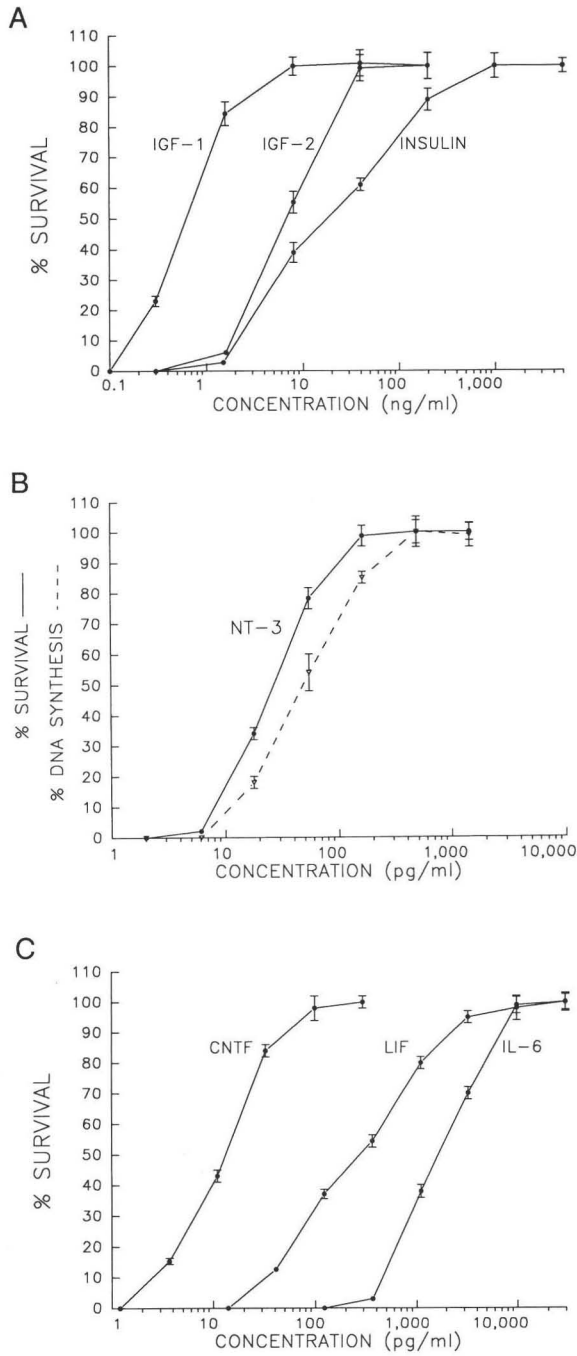 A
110
100
90
80
70
60
50
40
30
20
10
0
% SURVIVAL
IGF-1
IGF-2
INSULIN
0.1 1 10 100 1,000
CONCENTRATION (ng/ml)
B
110
100
90
80
70
60
50
40
30
20
10
0
% SURVIVAL
% DNA SYNTHESIS
NT-3
1 10 100 1,000 10,000
CONCENTRATION (pg/ml)
C
110
100
90
80
70
60
50
40
30
20
10
0
% SURVIVAL
CNTF
LIF
IL-6
1 10 100 1,000 10,000
CONCENTRATION (pg/ml)